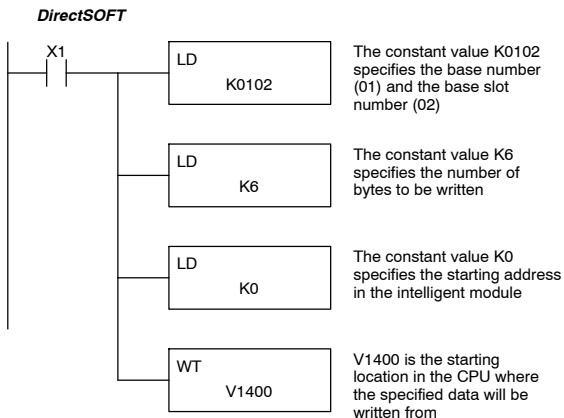 DirectSOFT
X1
LD
K0102
The constant value K0102
specifies the base number
(01) and the base slot
number (02)
LD
K6
The constant value K6
specifies the number of
bytes to be written
LD
K0
The constant value K0
specifies the starting address
in the intelligent module
WT
V1400
V1400 is the starting
location in the CPU where
the specified data will be
written from